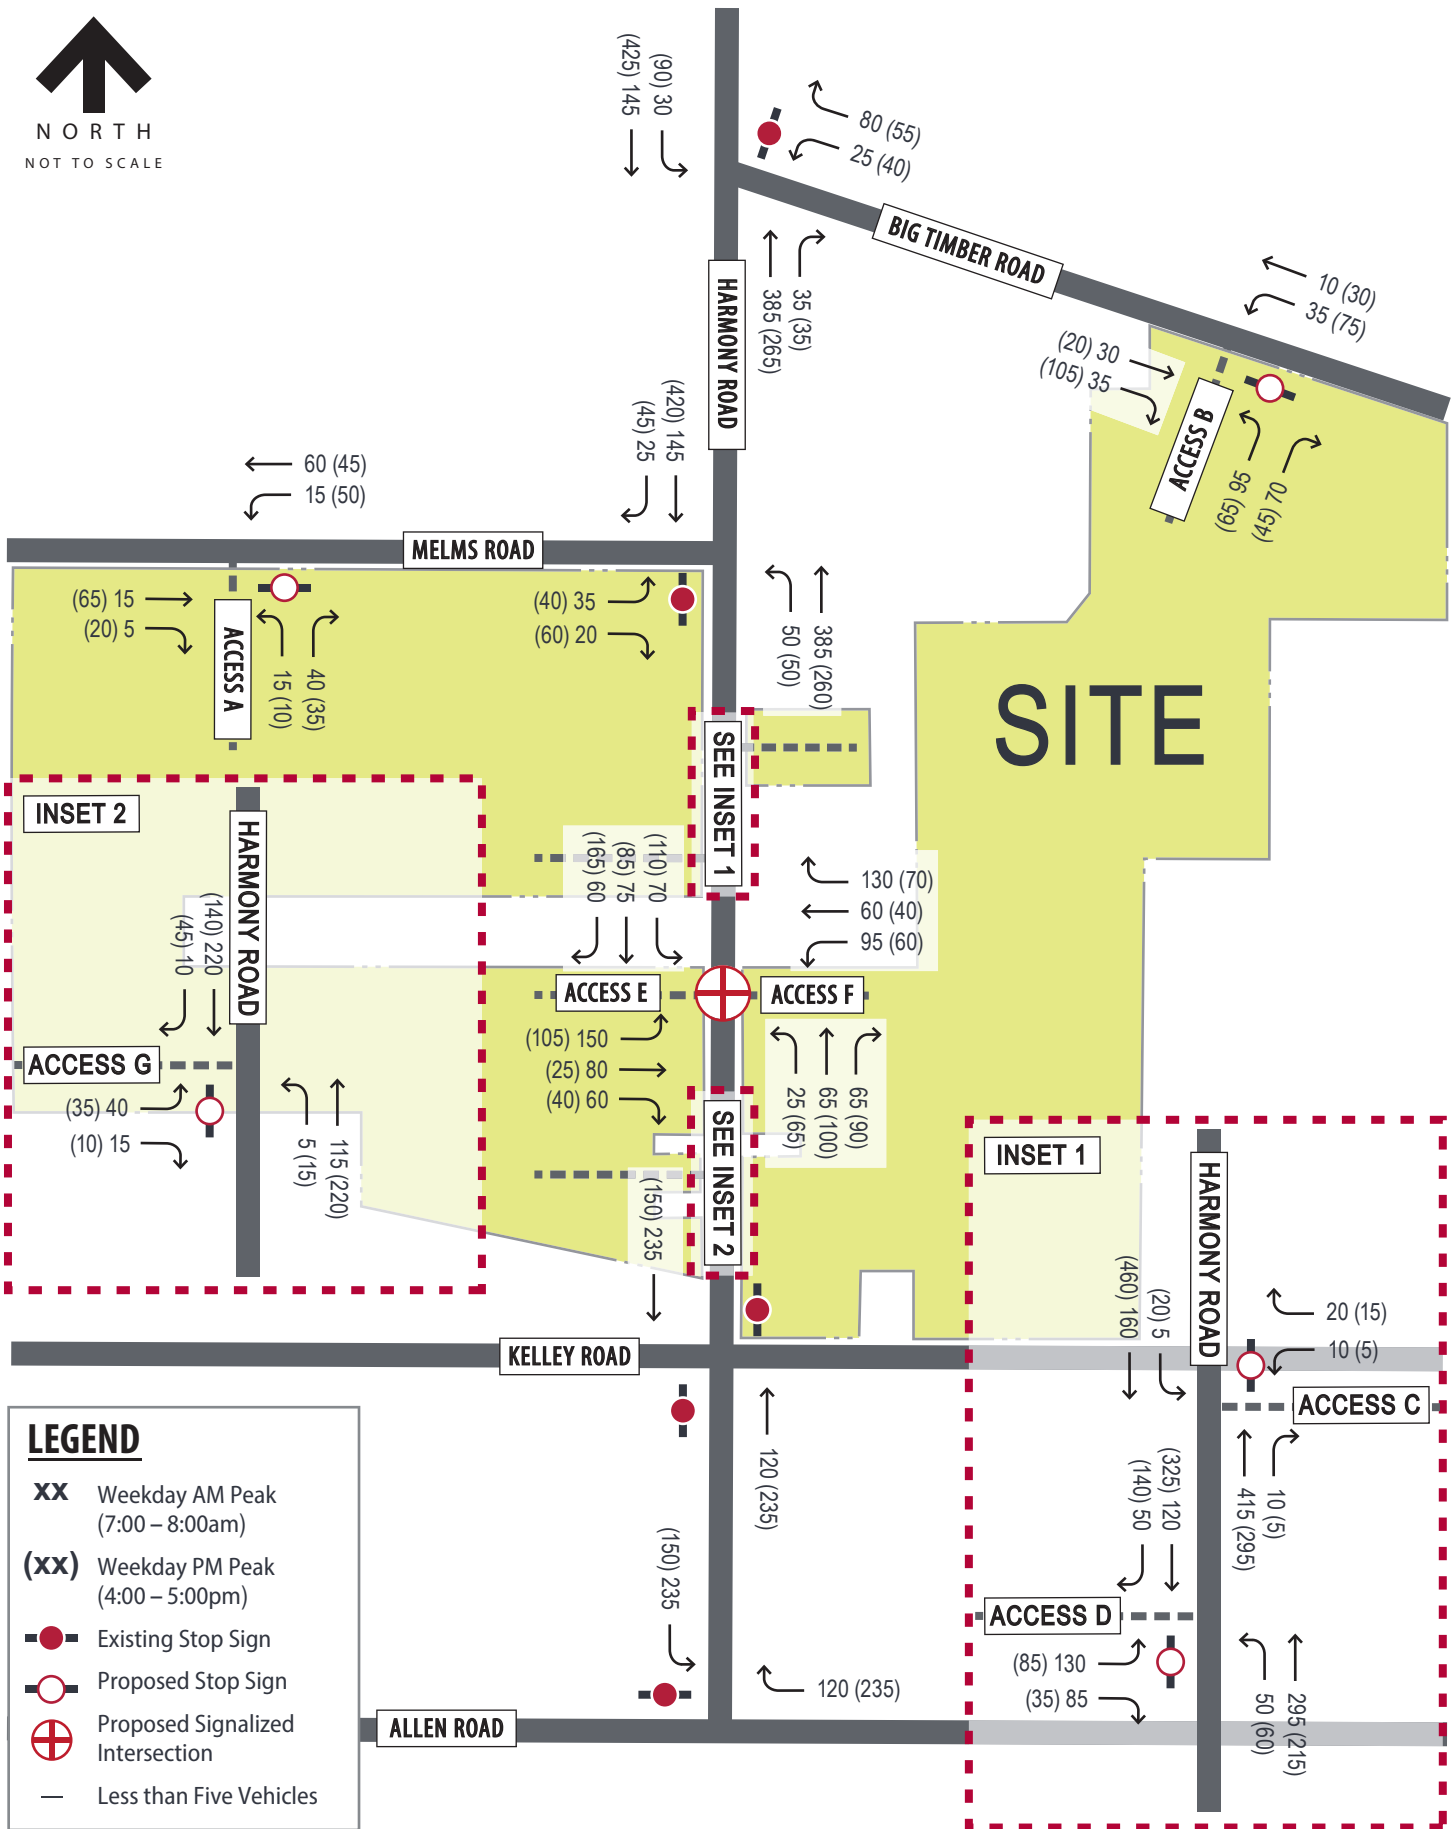 NORTH
NOT TO SCALE
(425) 145
(90) 30
80 (55)
25 (40)
BIG TIMBER ROAD
HARMONY ROAD
385 (265)
35 (35)
10 (30)
35 (75)
(20) 30
(105) 35
ACCESS B
(65) 95
(45) 70
(45) 25
(420) 145
60 (45)
15 (50)
MELMS ROAD
(65) 15
(20) 5
ACCESS A
15 (10)
40 (35)
(40) 35
(60) 20
50 (50)
385 (260)
SITE
SEE INSET 1
INSET 2
HARMONY ROAD
(45) 10
(140) 220
ACCESS G
(35) 40
(10) 15
5 (15)
115 (220)
(165) 60
(85) 75
(110) 70
130 (70)
60 (40)
95 (60)
ACCESS E
ACCESS F
(105) 150
(25) 80
(40) 60
25 (65)
65 (100)
65 (90)
SEE INSET 2
(150) 235
KELLEY ROAD
120 (235)
(150) 235
120 (235)
ALLEN ROAD
INSET 1
HARMONY ROAD
(460) 160
(20) 5
20 (15)
10 (5)
ACCESS C
415 (295)
10 (5)
(140) 50
(325) 120
ACCESS D
(85) 130
(35) 85
50 (60)
295 (215)
LEGEND
XX Weekday AM Peak
(7:00 – 8:00am)
(XX) Weekday PM Peak
(4:00 – 5:00pm)
Existing Stop Sign
Proposed Stop Sign
Proposed Signalized
Intersection
— Less than Five Vehicles